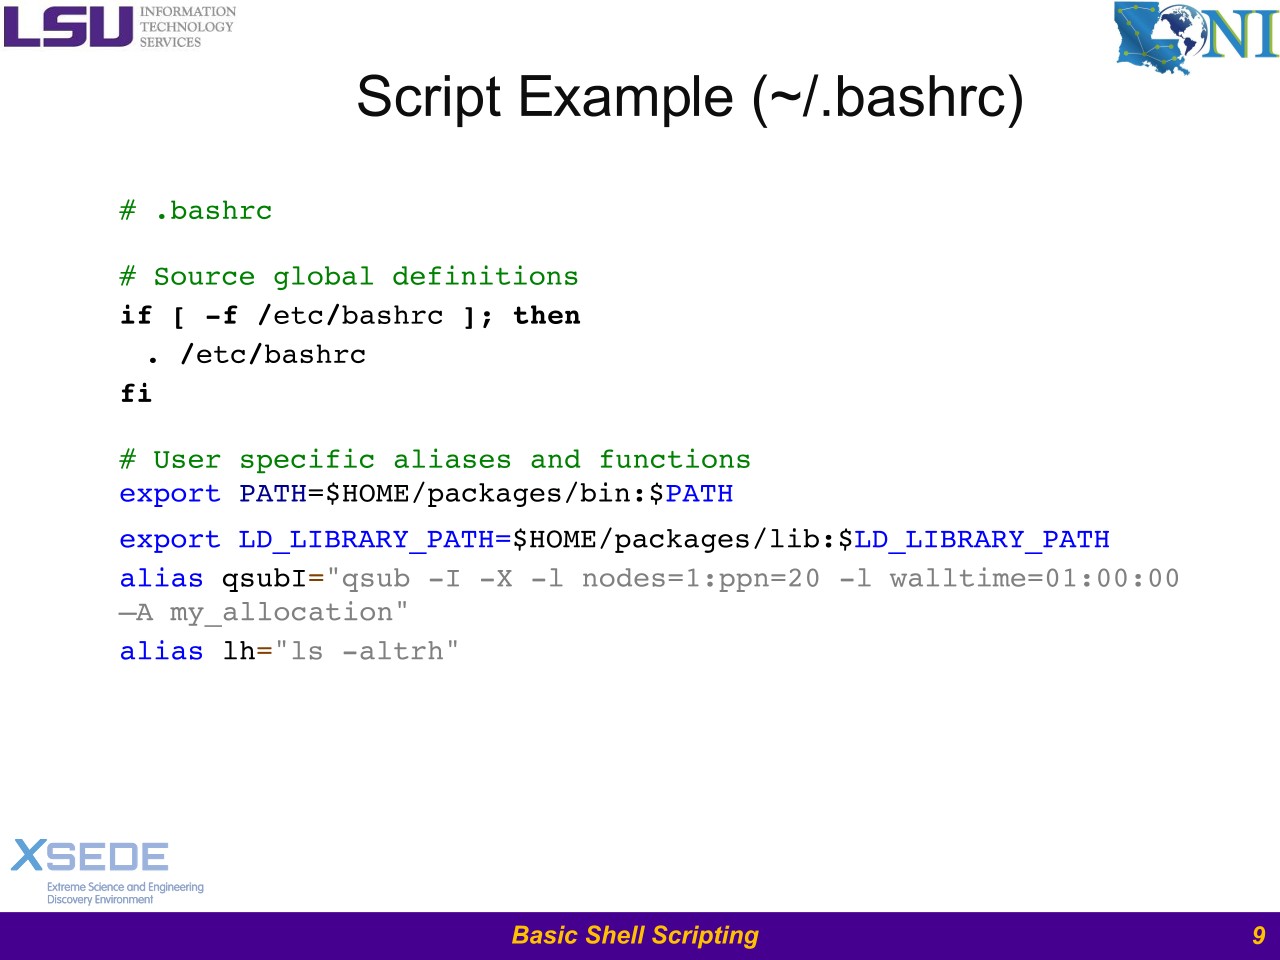 LSU INFORMATION
TECHNOLOGY
SERVICES
LONI
Script Example (~/.bashrc)
# .bashrc
# Source global definitions
if [ -f /etc/bashrc ]; then
. /etc/bashrc
fi
# User specific aliases and functions
export PATH=$HOME/packages/bin:$PATH
export LD_LIBRARY_PATH=$HOME/packages/lib:$LD_LIBRARY_PATH
alias qsubI="qsub -I -X -l nodes=1:ppn=20 -l walltime=01:00:00
–A my_allocation"
alias lh="ls -altrh"
XSEDE
Extreme Science and Engineering
Discovery Environment
Basic Shell Scripting
9